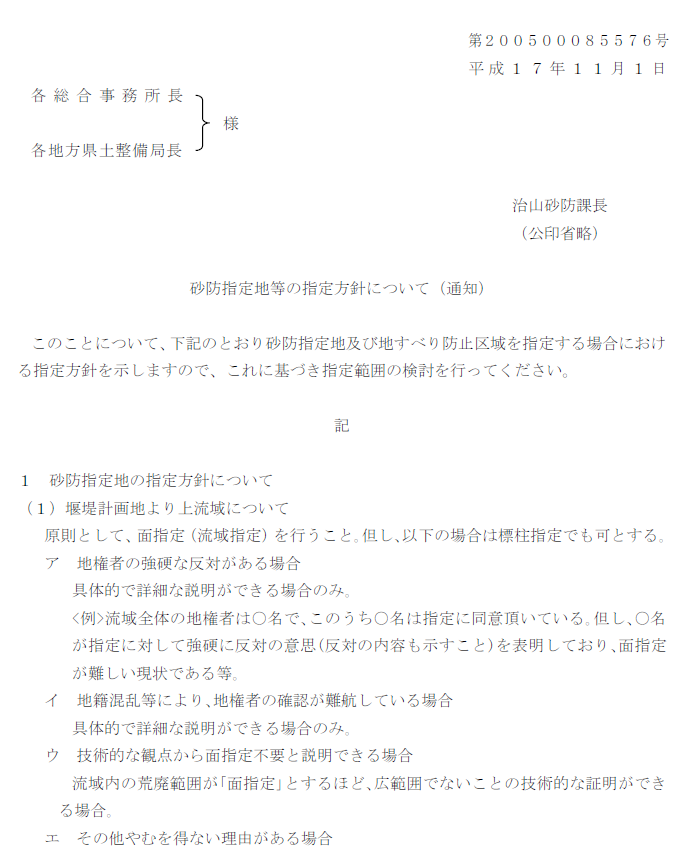 第２００５０００８５５７６号
平成１７年１１月１日
各総合事務所長
様
各地方県土整備局長
治山砂防課長
（公印省略）
砂防指定地等の指定方針について（通知）
このことについて、下記のとおり砂防指定地及び地すべり防止区域を指定する場合におけ
る指定方針を示しますので、これに基づき指定範囲の検討を行ってください。
記
１　砂防指定地の指定方針について
（１）堰堤計画地より上流域について
原則として、面指定（流域指定）を行うこと。但し、以下の場合は標柱指定でも可とする。
ア　地権者の強硬な反対がある場合
具体的で詳細な説明ができる場合のみ。
<例>流域全体の地権者は〇名で、このうち〇名は指定に同意頂いている。但し、〇名
が指定に対して強硬に反対の意思（反対の内容も示すこと）を表明しており、面指定
が難しい現状である等。
イ　地籍混乱等により、地権者の確認が難航している場合
具体的で詳細な説明ができる場合のみ。
ウ　技術的な観点から面指定不要と説明できる場合
流域内の荒廃範囲が「面指定」とするほど、広範囲でないことの技術的な証明ができ
る場合。
エ　その他やむを得ない理由がある場合